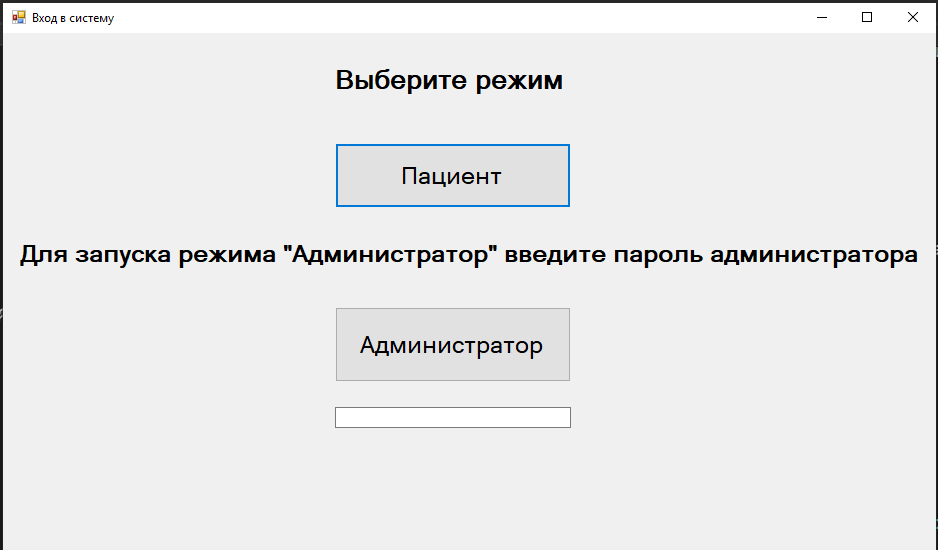 Вход в систему
Выберите режим
Пациент
Для запуска режима "Администратор" введите пароль администратора
Администратор